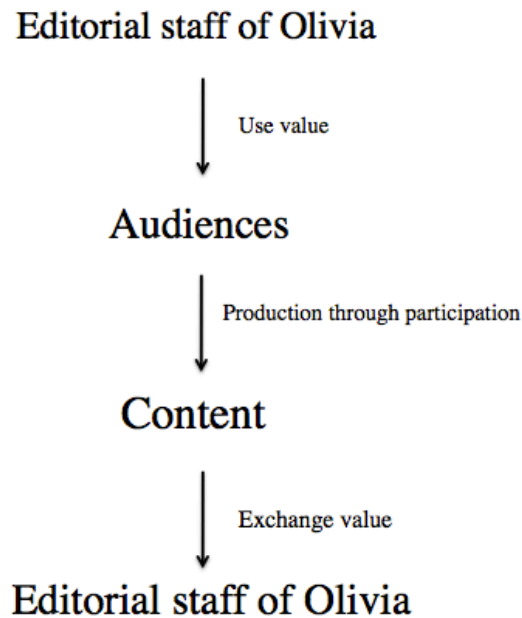 Editorial staff of Olivia
Use value
Audiences
Production through participation
Content
Exchange value
Editorial staff of Olivia